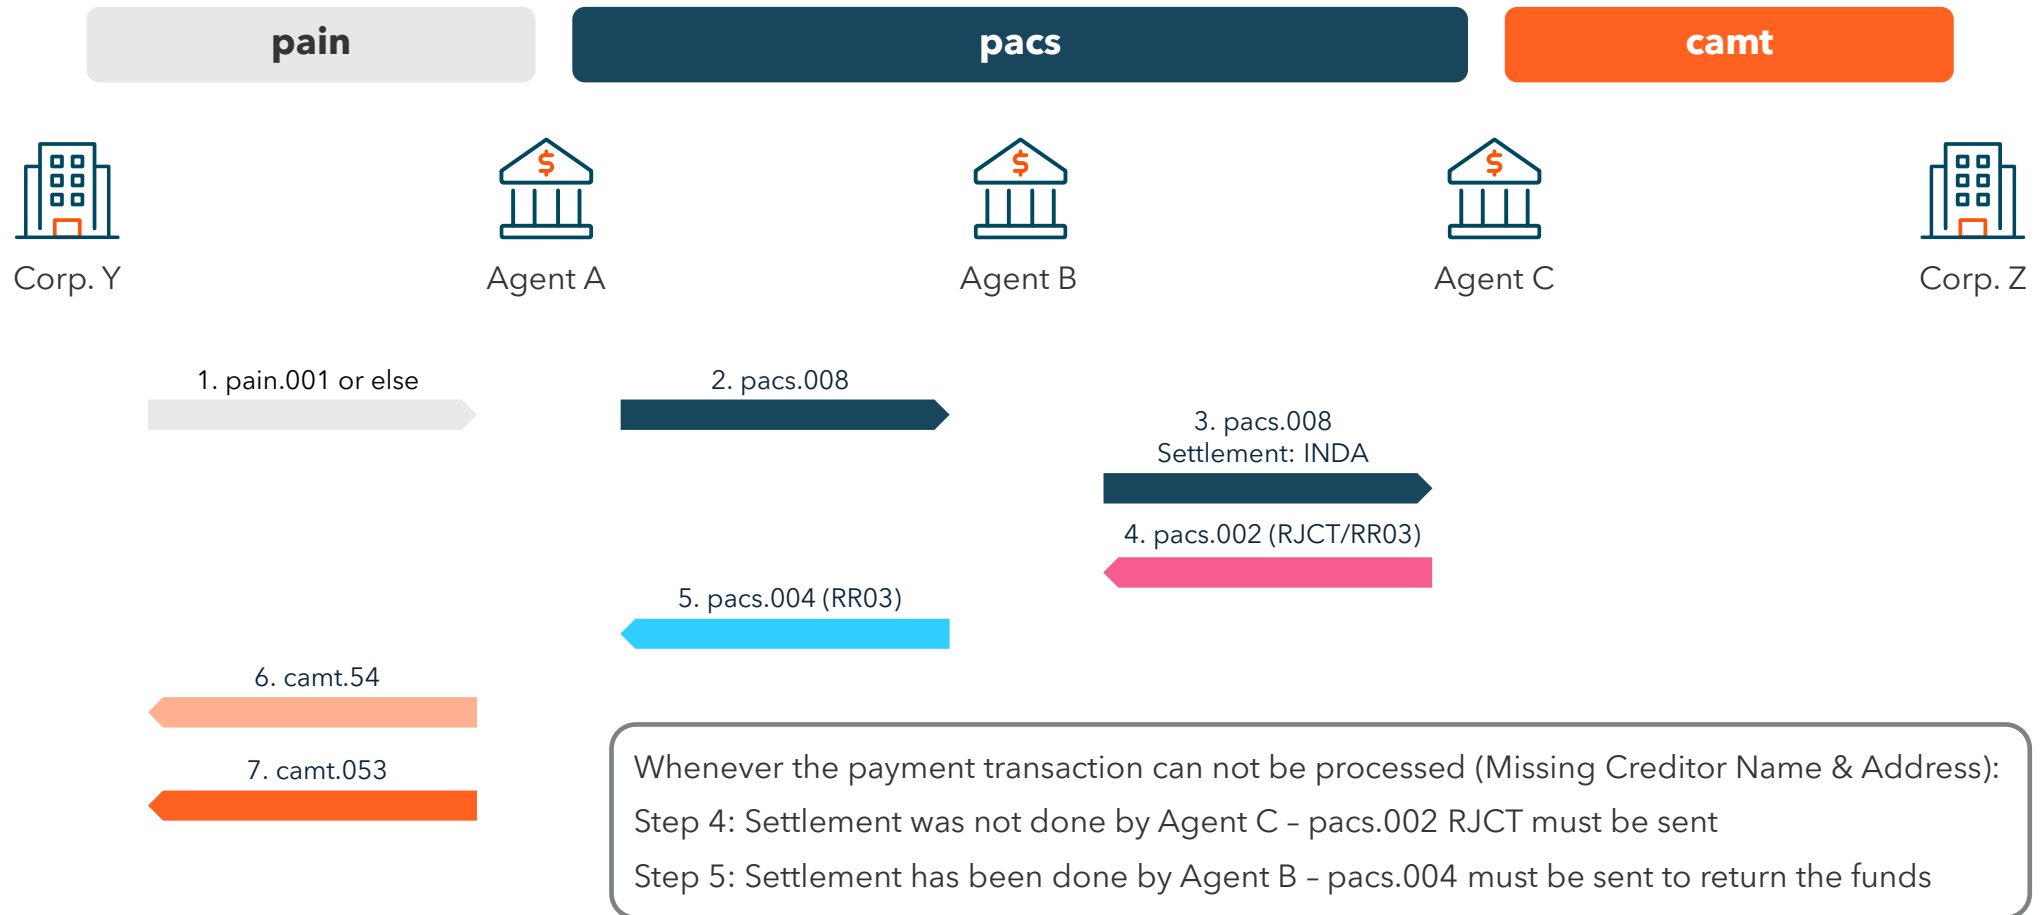 pain
pacs
camt
$
$
$
Corp. Y
Agent A
Agent B
Agent C
Corp. Z
1. pain.001 or else
2. pacs.008
3. pacs.008
Settlement: INDA
4. pacs.002 (RJCT/RR03)
5. pacs.004 (RR03)
6. camt.54
7. camt.053
Whenever the payment transaction can not be processed (Missing Creditor Name & Address):
Step 4: Settlement was not done by Agent C – pacs.002 RJCT must be sent
Step 5: Settlement has been done by Agent B – pacs.004 must be sent to return the funds